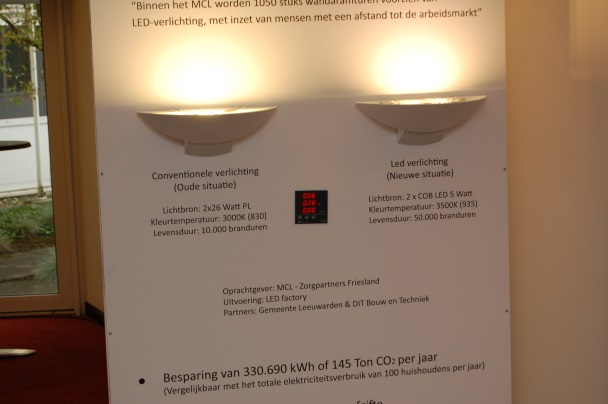 "Binnen het MCL worden 1050 stuks wandarmaturen voorzien van
LED-verlichting, met inzet van mensen met een afstand tot de arbeidsmarkt"
Conventionele verlichting
(Oude situatie)
Lichtbron: 2x26 Watt PL
Kleurtemperatuur: 3000K (830)
Levensduur: 10.000 branduren
Led verlichting
(Nieuwe situatie)
Lichtbron: 2 x COB LED 5 Watt
Kleurtemperatuur: 3500K (935)
Levensduur: 50.000 branduren
Oprachtgever: MCL - Zorgpartners Friesland
Uitvoering: LED factory
Partners: Gemeente Leeuwarden & DIT Bouw en Techniek
• Besparing van 330.690 kWh of 145 Ton CO2 per jaar
(Vergelijkbaar met het totale elektriciteitsverbruik van 100 huishoudens per jaar)